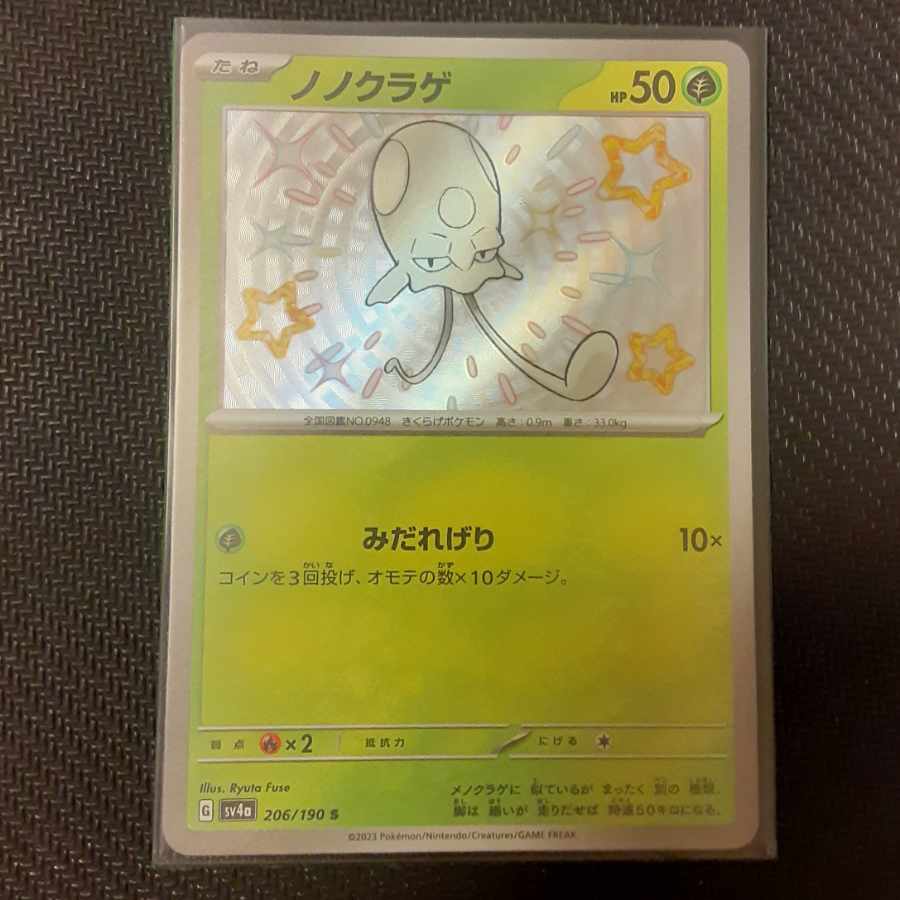 たね
ノノクラゲ
HP50
全国図鑑NO.0948 きくらげポケモン 高さ:0.9m 重さ:33.0kg
みだれげり 10×
コインを3回投げ、オモテの数×10ダメージ。
弱点 ×2 抵抗力 にげる
Illus. Ryuta Fuse
メノクラゲに 似ているが まったく 別の 種類。
脚は 細いが 走りだせば 時速50キロになる。
G sv4a 206/190 S
©2023 Pokémon/Nintendo/Creatures/GAME FREAK